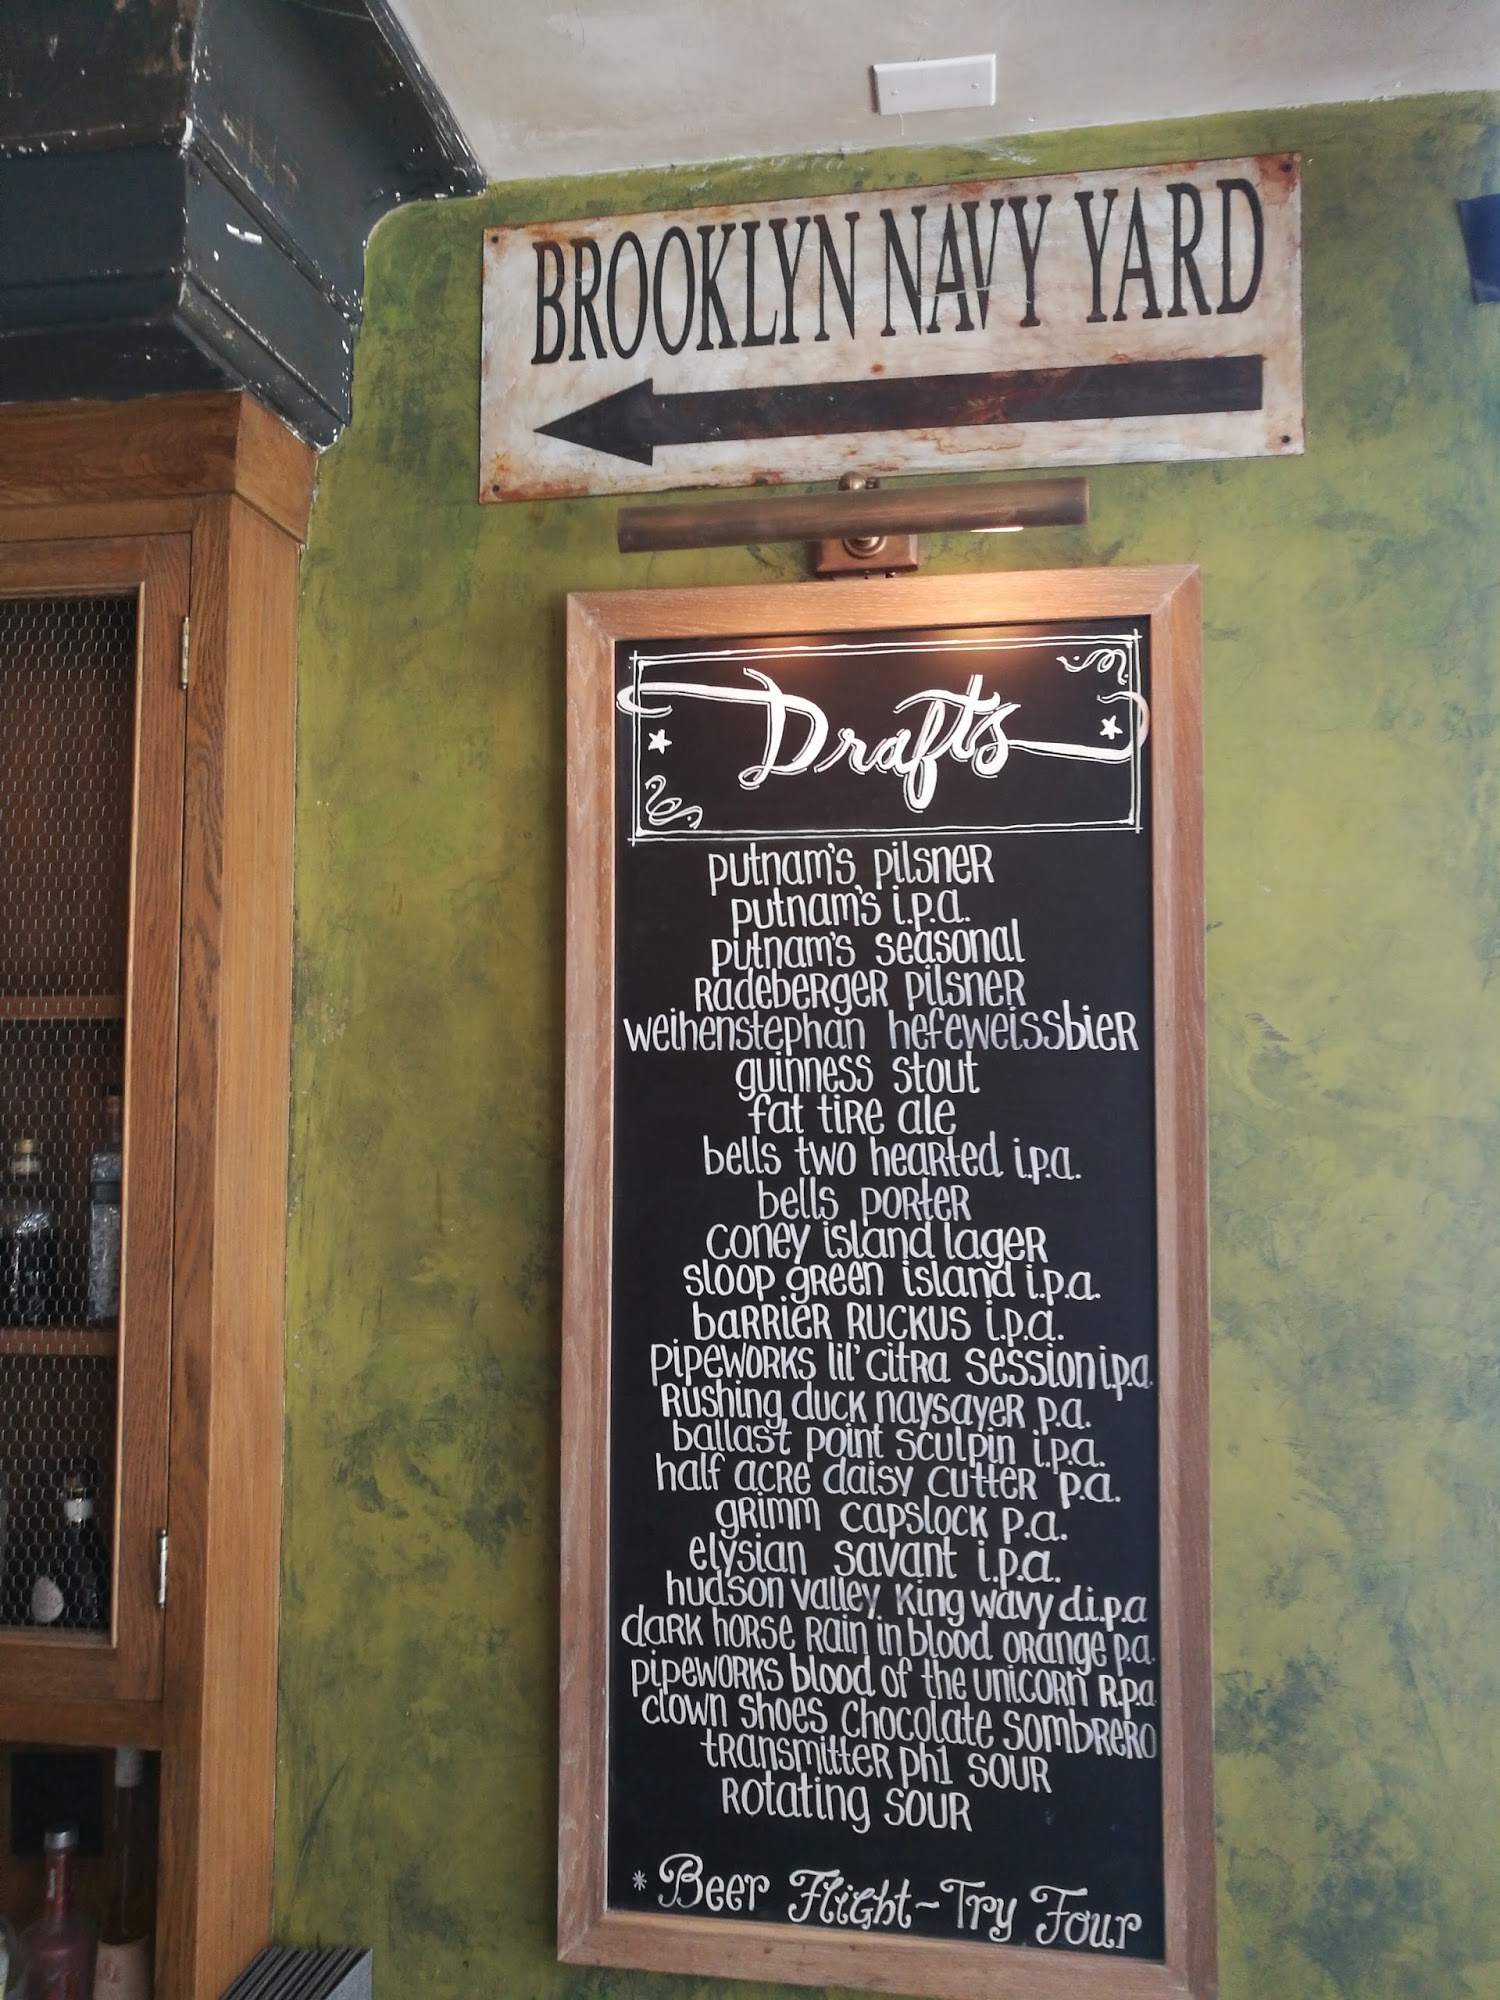 BROOKLYN NAVY YARD
Drafts
putnam's pilsner
putnam's i.p.a.
putnam's seasonal
radeberger pilsner
weihenstephan hefeweissbier
guinness stout
fat tire ale
bells two hearted i.p.a.
bells porter
coney island lager
sloop green island i.p.a.
barrier ruckus i.p.a.
pipeworks lil' citra session i.p.a.
rushing duck naysayer p.a.
ballast point sculpin i.p.a.
half acre daisy cutter p.a.
grimm capslock p.a.
elysian savant i.p.a.
hudson valley king wavy d.i.p.a
dark horse rain in blood orange p.a.
pipeworks blood of the unicorn r.p.a
clown shoes chocolate sombrero
transmitter ph1 sour
rotating sour
* Beer Flight ~ Try Four